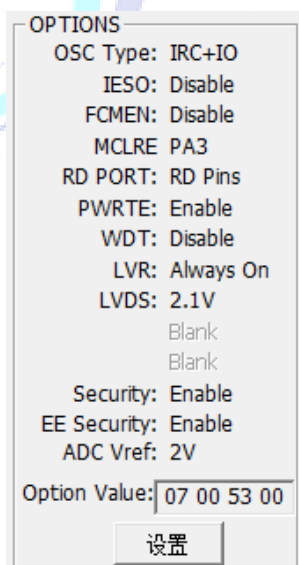 OPTIONS
OSC Type: IRC+IO
IESO: Disable
FCMEN: Disable
MCLRE PA3
RD PORT: RD Pins
PWRTE: Enable
WDT: Disable
LVR: Always On
LVDS: 2.1V
Blank
Blank
Security: Enable
EE Security: Enable
ADC Vref: 2V
Option Value: 07 00 53 00
设置